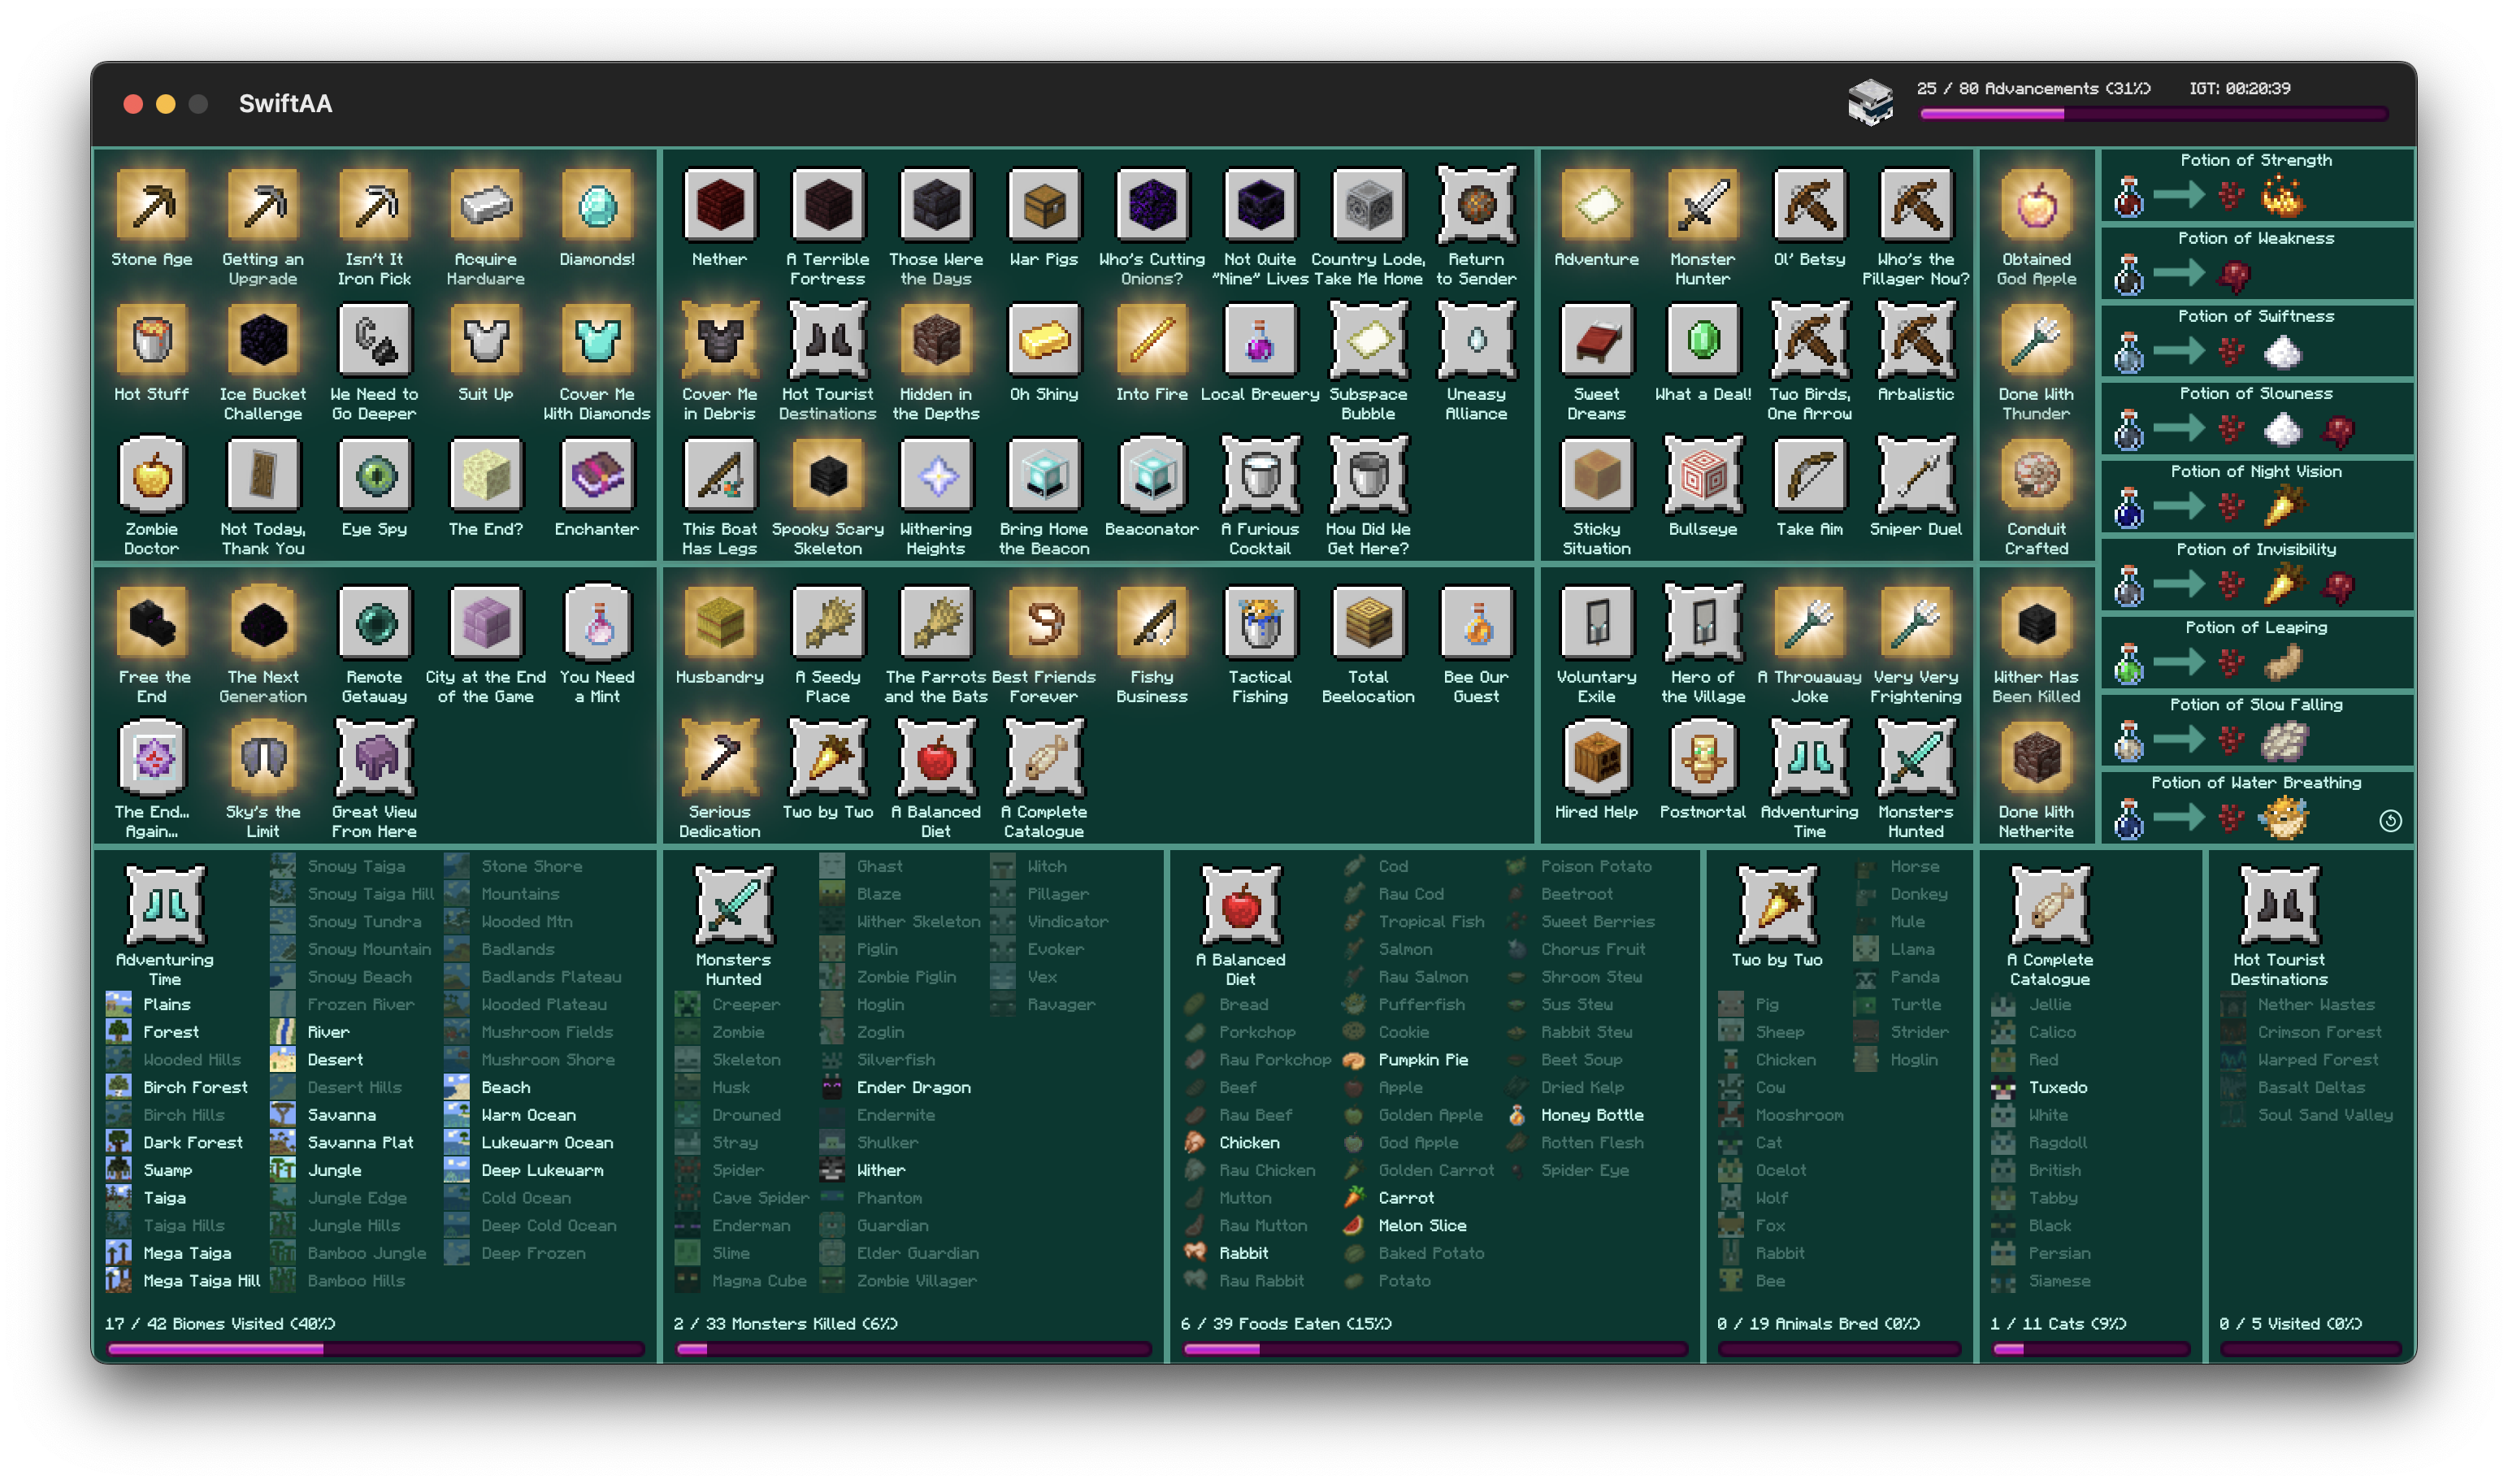 SwiftAA
25 / 80 Advancements (31%) IGT: 00:20:39
Stone Age
Getting an
Upgrade
Isn't It
Iron Pick
Acquire
Hardware
Diamonds!
Hot Stuff
Ice Bucket
Challenge
We Need to
Go Deeper
Suit Up
Cover Me
With Diamonds
Zombie
Doctor
Not Today,
Thank You
Eye Spy
The End?
Enchanter
Nether
A Terrible
Fortress
Those Were
the Days
War Pigs
Who's Cutting
Onions?
Not Quite
"Nine" Lives
Country Lode,
Take Me Home
Return
to Sender
Cover Me
in Debris
Hot Tourist
Destinations
Hidden in
the Depths
Oh Shiny
Into Fire
Local Brewery
Subspace
Bubble
Uneasy
Alliance
This Boat
Has Legs
Spooky Scary
Skeleton
Withering
Heights
Bring Home
the Beacon
Beaconator
A Furious
Cocktail
How Did We
Get Here?
Adventure
Monster
Hunter
Ol' Betsy
Who's the
Pillager Now?
Sweet
Dreams
What a Deal!
Two Birds,
One Arrow
Arbalistic
Sticky
Situation
Bullseye
Take Aim
Sniper Duel
Obtained
God Apple
Done With
Thunder
Conduit
Crafted
Potion of Strength
Potion of Weakness
Potion of Swiftness
Potion of Slowness
Potion of Night Vision
Potion of Invisibility
Potion of Leaping
Potion of Slow Falling
Potion of Water Breathing
Free the
End
The Next
Generation
Remote
Getaway
City at the End
of the Game
You Need
a Mint
The End...
Again...
Sky's the
Limit
Great View
From Here
Husbandry
A Seedy
Place
The Parrots
and the Bats
Best Friends
Forever
Fishy
Business
Tactical
Fishing
Total
Beelocation
Bee Our
Guest
Serious
Dedication
Two by Two
A Balanced
Diet
A Complete
Catalogue
Voluntary
Exile
Hero of
the Village
A Throwaway
Joke
Very Very
Frightening
Hired Help
Postmortal
Adventuring
Time
Monsters
Hunted
Wither Has
Been Killed
Done With
Netherite
Adventuring
Time
Plains
Forest
Wooded Hills
Birch Forest
Birch Hills
Dark Forest
Swamp
Taiga
Taiga Hills
Mega Taiga
Mega Taiga Hill
Snowy Taiga
Snowy Taiga Hill
Snowy Tundra
Snowy Mountain
Snowy Beach
Frozen River
River
Desert
Desert Hills
Savanna
Savanna Plat
Jungle
Jungle Edge
Jungle Hills
Bamboo Jungle
Bamboo Hills
Stone Shore
Mountains
Wooded Mtn
Badlands
Badlands Plateau
Wooded Plateau
Mushroom Fields
Mushroom Shore
Beach
Warm Ocean
Lukewarm Ocean
Deep Lukewarm
Cold Ocean
Deep Cold Ocean
Deep Frozen
17 / 42 Biomes Visited (40%)
Monsters
Hunted
Creeper
Zombie
Skeleton
Husk
Drowned
Stray
Spider
Cave Spider
Enderman
Slime
Magma Cube
Ghast
Blaze
Wither Skeleton
Piglin
Zombie Piglin
Hoglin
Zoglin
Silverfish
Ender Dragon
Endermite
Shulker
Wither
Phantom
Guardian
Elder Guardian
Zombie Villager
Witch
Pillager
Vindicator
Evoker
Vex
Ravager
2 / 33 Monsters Killed (6%)
A Balanced
Diet
Bread
Porkchop
Raw Porkchop
Beef
Raw Beef
Chicken
Raw Chicken
Mutton
Raw Mutton
Rabbit
Raw Rabbit
Cod
Raw Cod
Tropical Fish
Salmon
Raw Salmon
Pufferfish
Cookie
Pumpkin Pie
Apple
Golden Apple
God Apple
Golden Carrot
Carrot
Melon Slice
Baked Potato
Potato
Poison Potato
Beetroot
Sweet Berries
Chorus Fruit
Shroom Stew
Sus Stew
Rabbit Stew
Beet Soup
Dried Kelp
Honey Bottle
Rotten Flesh
Spider Eye
6 / 39 Foods Eaten (15%)
Two by Two
Pig
Sheep
Chicken
Cow
Mooshroom
Cat
Ocelot
Wolf
Fox
Rabbit
Bee
Horse
Donkey
Mule
Llama
Panda
Turtle
Strider
Hoglin
0 / 19 Animals Bred (0%)
A Complete
Catalogue
Jellie
Calico
Red
Tuxedo
White
Ragdoll
British
Tabby
Black
Persian
Siamese
1 / 11 Cats (9%)
Hot Tourist
Destinations
Nether Wastes
Crimson Forest
Warped Forest
Basalt Deltas
Soul Sand Valley
0 / 5 Visited (0%)